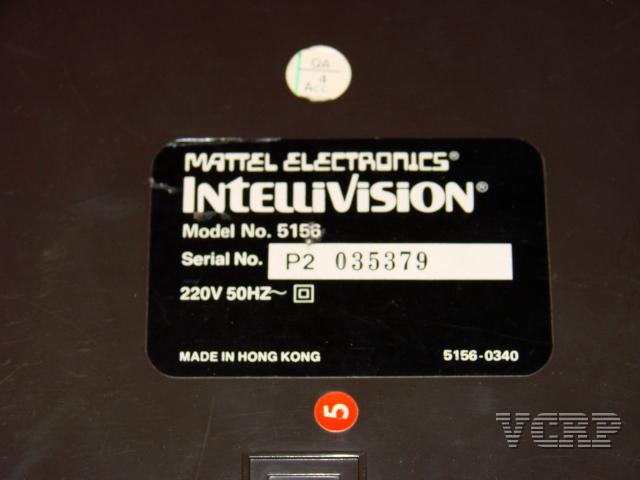 QA
4
Acc
MATTEL ELECTRONICS®
INTELLIVISION®
Model No. 5156
Serial No. P2 035379
220V 50HZ~
MADE IN HONG KONG 5156-0340
5
VCRP